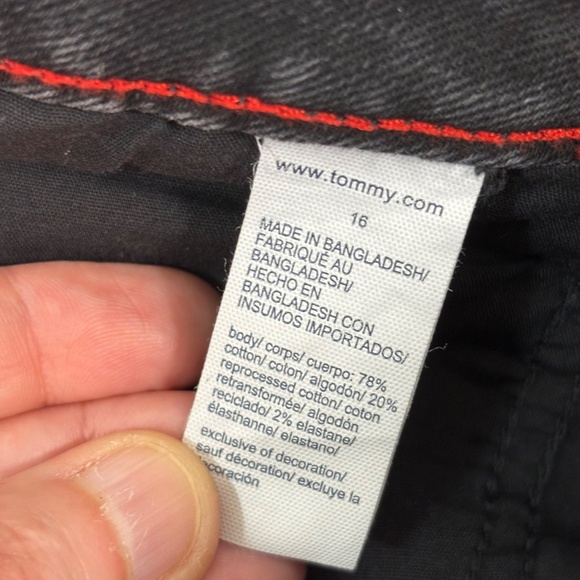 www.tommy.com
16
MADE IN BANGLADESH/
FABRIQUÉ AU
BANGLADESH/
HECHO EN
BANGLADESH CON
INSUMOS IMPORTADOS/
body/ corps/ cuerpo: 78%
cotton/ coton/ algodón/ 20%
reprocessed cotton/ coton
retransformée/ algodón
reciclado/ 2% elastane/
élasthanne/ elastano/
exclusive of decoration/
sauf décoration/ excluye la
coración